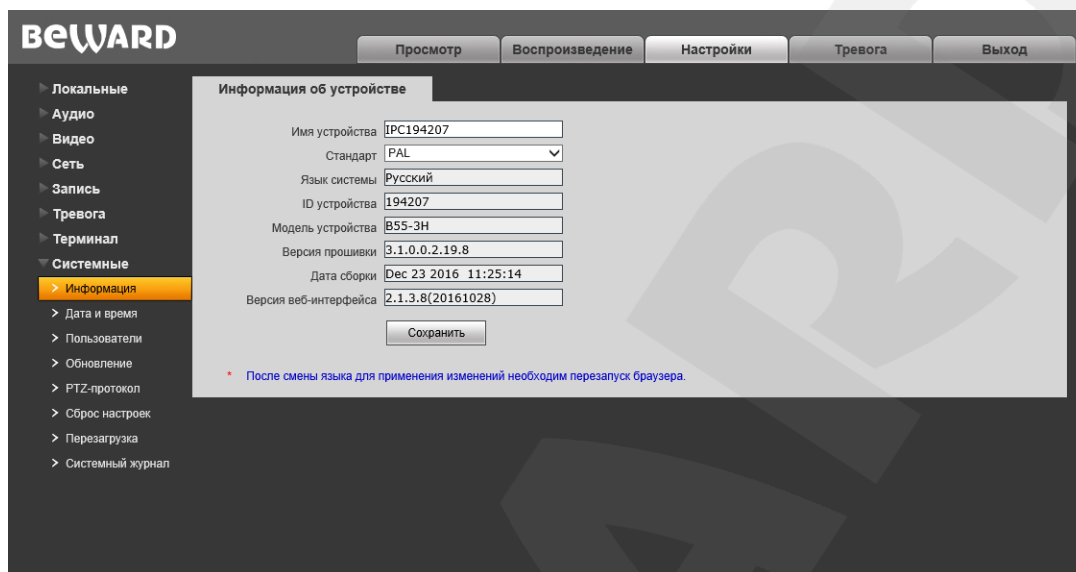 BEWARD
Просмотр Воспроизведение Настройки Тревога Выход
Локальные
Аудио
Видео
Сеть
Запись
Тревога
Терминал
Системные
Информация
Дата и время
Пользователи
Обновление
PTZ-протокол
Сброс настроек
Перезагрузка
Системный журнал
Информация об устройстве
Имя устройства IPC194207
Стандарт PAL
Язык системы Русский
ID устройства 194207
Модель устройства B55-3H
Версия прошивки 3.1.0.0.2.19.8
Дата сборки Dec 23 2016 11:25:14
Версия веб-интерфейса 2.1.3.8(20161028)
Сохранить
* После смены языка для применения изменений необходим перезапуск браузера.